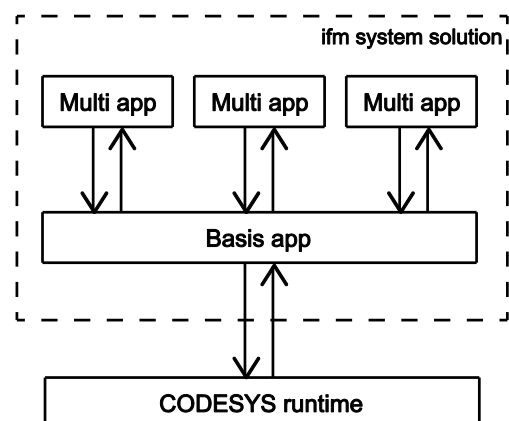 ifm system solution
Multi app
Multi app
Multi app
Basis app
CODESYS runtime